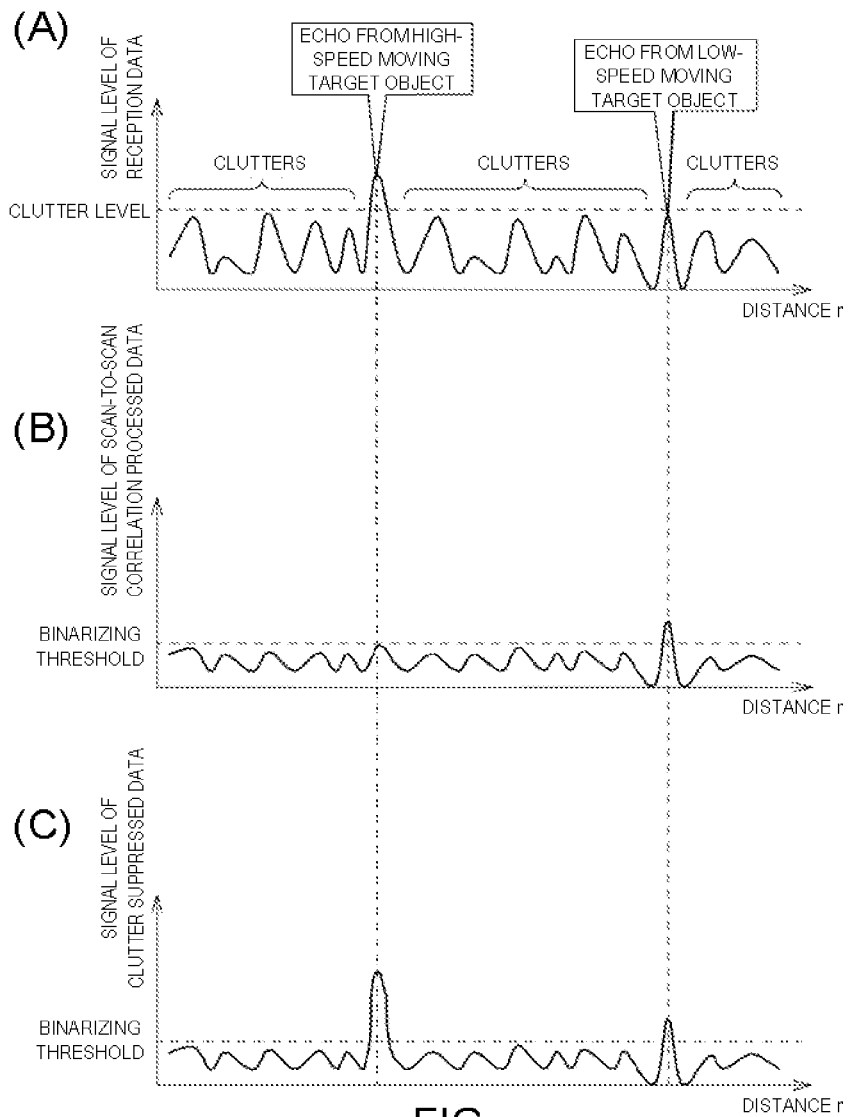 (A)
SIGNAL LEVEL OF
RECEPTION DATA
ECHO FROM HIGH-
SPEED MOVING
TARGET OBJECT
ECHO FROM LOW-
SPEED MOVING
TARGET OBJECT
CLUTTERS
CLUTTERS
CLUTTERS
CLUTTER LEVEL
DISTANCE r
(B)
SIGNAL LEVEL OF SCAN-TO-SCAN
CORRELATION PROCESSED DATA
BINARIZING
THRESHOLD
DISTANCE r
(C)
SIGNAL LEVEL OF
CLUTTER SUPPRESSED DATA
BINARIZING
THRESHOLD
DISTANCE r
FIG